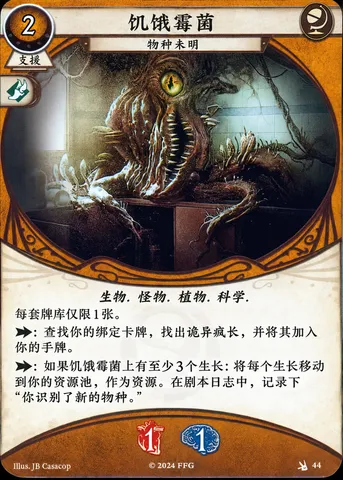 2
饥饿霉菌
物种未明
支援
生物. 怪物. 植物. 科学.
每套牌库仅限1张。
：查找你的绑定卡牌，找出诡异疯长，并将其加入
你的手牌。
：如果饥饿霉菌上有至少3个生长：将每个生长移动
到你的资源池，作为资源。在剧本日志中，记录下
“你识别了新的物种。”
1
1
Illus. JB Casacop
© 2024 FFG
44